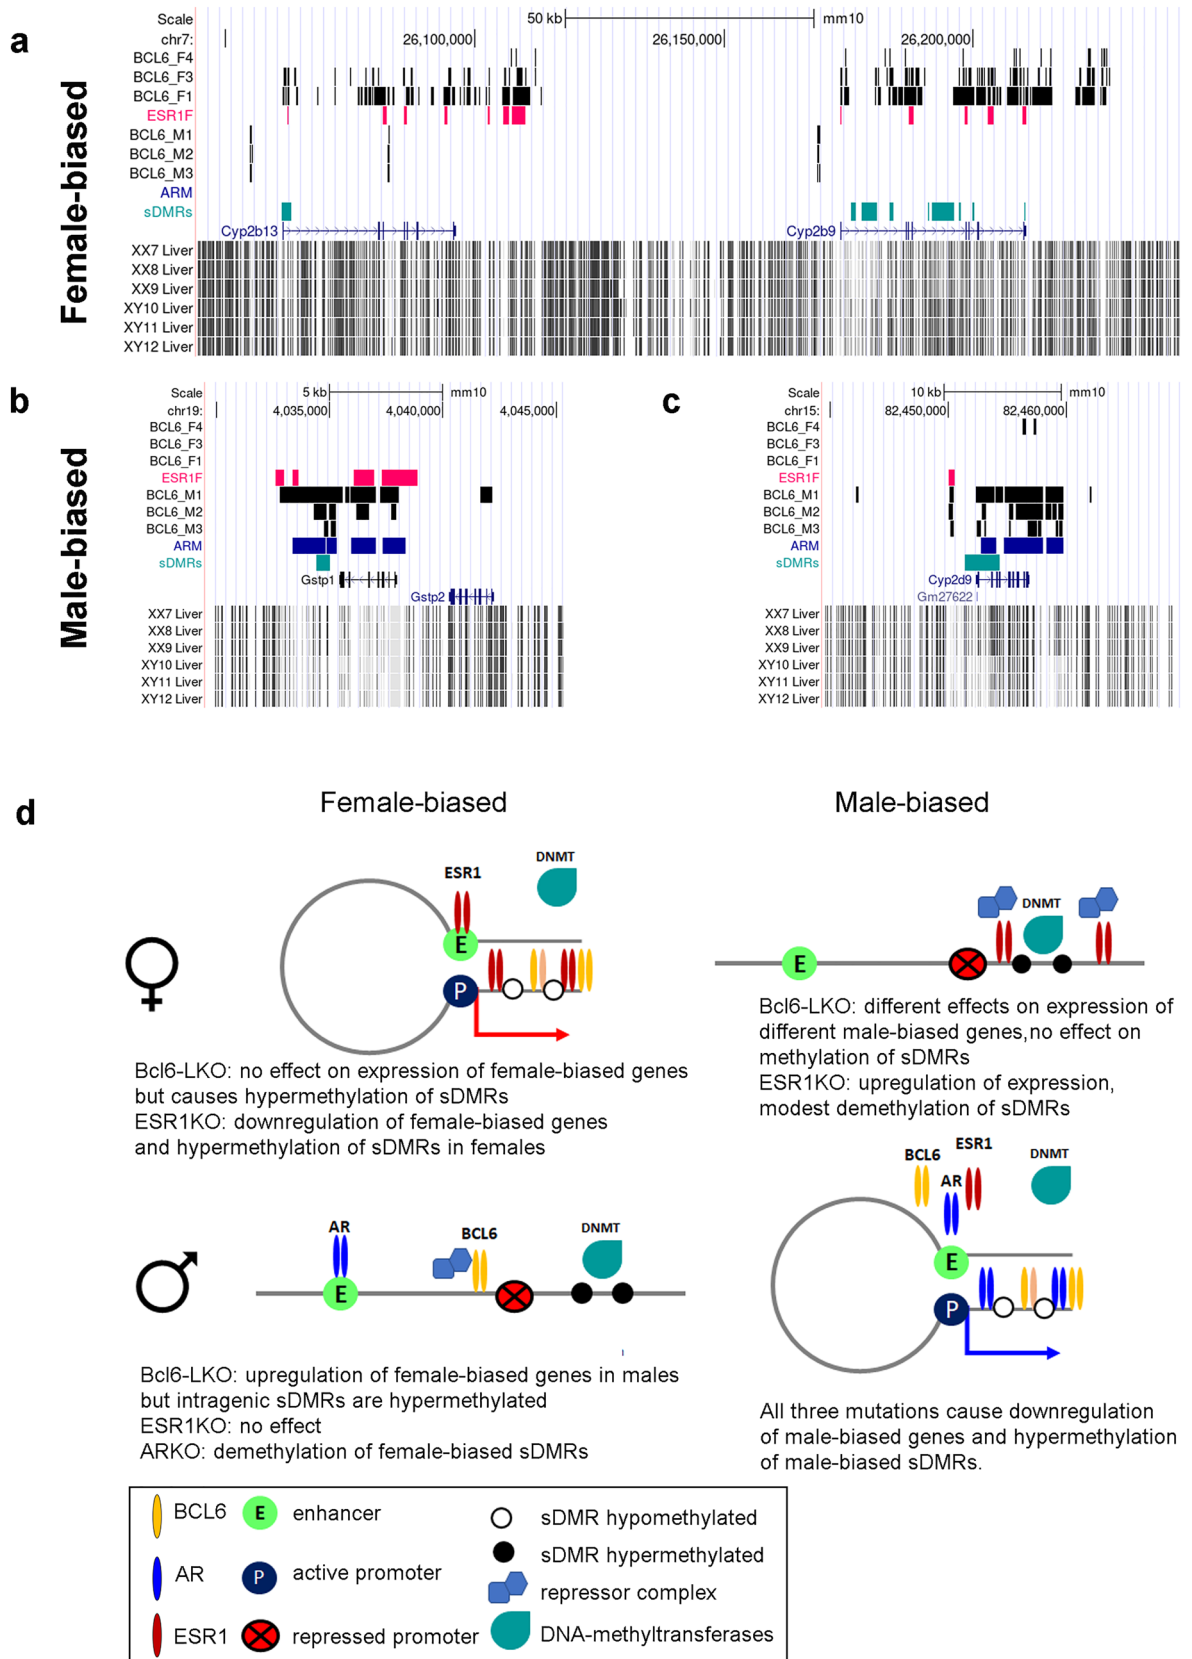 a
Female-biased
Scale 50 kb mm10
chr7: 26,100,000 26,150,000 26,200,000
BCL6_F4
BCL6_F3
BCL6_F1
ESR1F
BCL6_M1
BCL6_M2
BCL6_M3
ARM
sDMRs
Cyp2b13 Cyp2b9
XX7 Liver
XX8 Liver
XX9 Liver
XY10 Liver
XY11 Liver
XY12 Liver
Male-biased
b
Scale 5 kb mm10
chr19: 4,035,000 4,040,000 4,045,000
BCL6_F4
BCL6_F3
BCL6_F1
ESR1F
BCL6_M1
BCL6_M2
BCL6_M3
ARM
sDMRs
Gstp1
Gstp2
XX7 Liver
XX8 Liver
XX9 Liver
XY10 Liver
XY11 Liver
XY12 Liver
c
Scale 10 kb mm10
chr15: 82,450,000 82,460,000
BCL6_F4
BCL6_F3
BCL6_F1
ESR1F
BCL6_M1
BCL6_M2
BCL6_M3
ARM
sDMRs
Cyp2d9
Gm27622
XX7 Liver
XX8 Liver
XX9 Liver
XY10 Liver
XY11 Liver
XY12 Liver
d
Female-biased
Male-biased
ESR1
DNMT
E
P
Bcl6-LKO: no effect on expression of female-biased genes
but causes hypermethylation of sDMRs
ESR1KO: downregulation of female-biased genes
and hypermethylation of sDMRs in females
DNMT
E
Bcl6-LKO: different effects on expression of
different male-biased genes,no effect on
methylation of sDMRs
ESR1KO: upregulation of expression,
modest demethylation of sDMRs
AR
BCL6
DNMT
E
Bcl6-LKO: upregulation of female-biased genes in males
but intragenic sDMRs are hypermethylated
ESR1KO: no effect
ARKO: demethylation of female-biased sDMRs
BCL6
ESR1
AR
DNMT
E
P
All three mutations cause downregulation
of male-biased genes and hypermethylation
of male-biased sDMRs.
BCL6
E enhancer
sDMR hypomethylated
sDMR hypermethylated
AR
P active promoter
repressor complex
ESR1
repressed promoter
DNA-methyltransferases